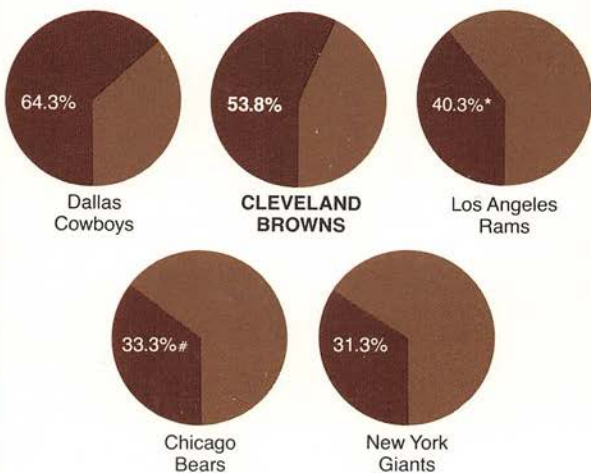 64.3%
53.8%
40.3%*
Dallas
Cowboys
CLEVELAND
BROWNS
Los Angeles
Rams
33.3%#
31.3%
Chicago
Bears
New York
Giants